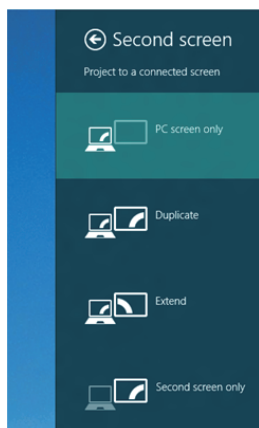 Second screen
Project to a connected screen
PC screen only
Duplicate
Extend
Second screen only